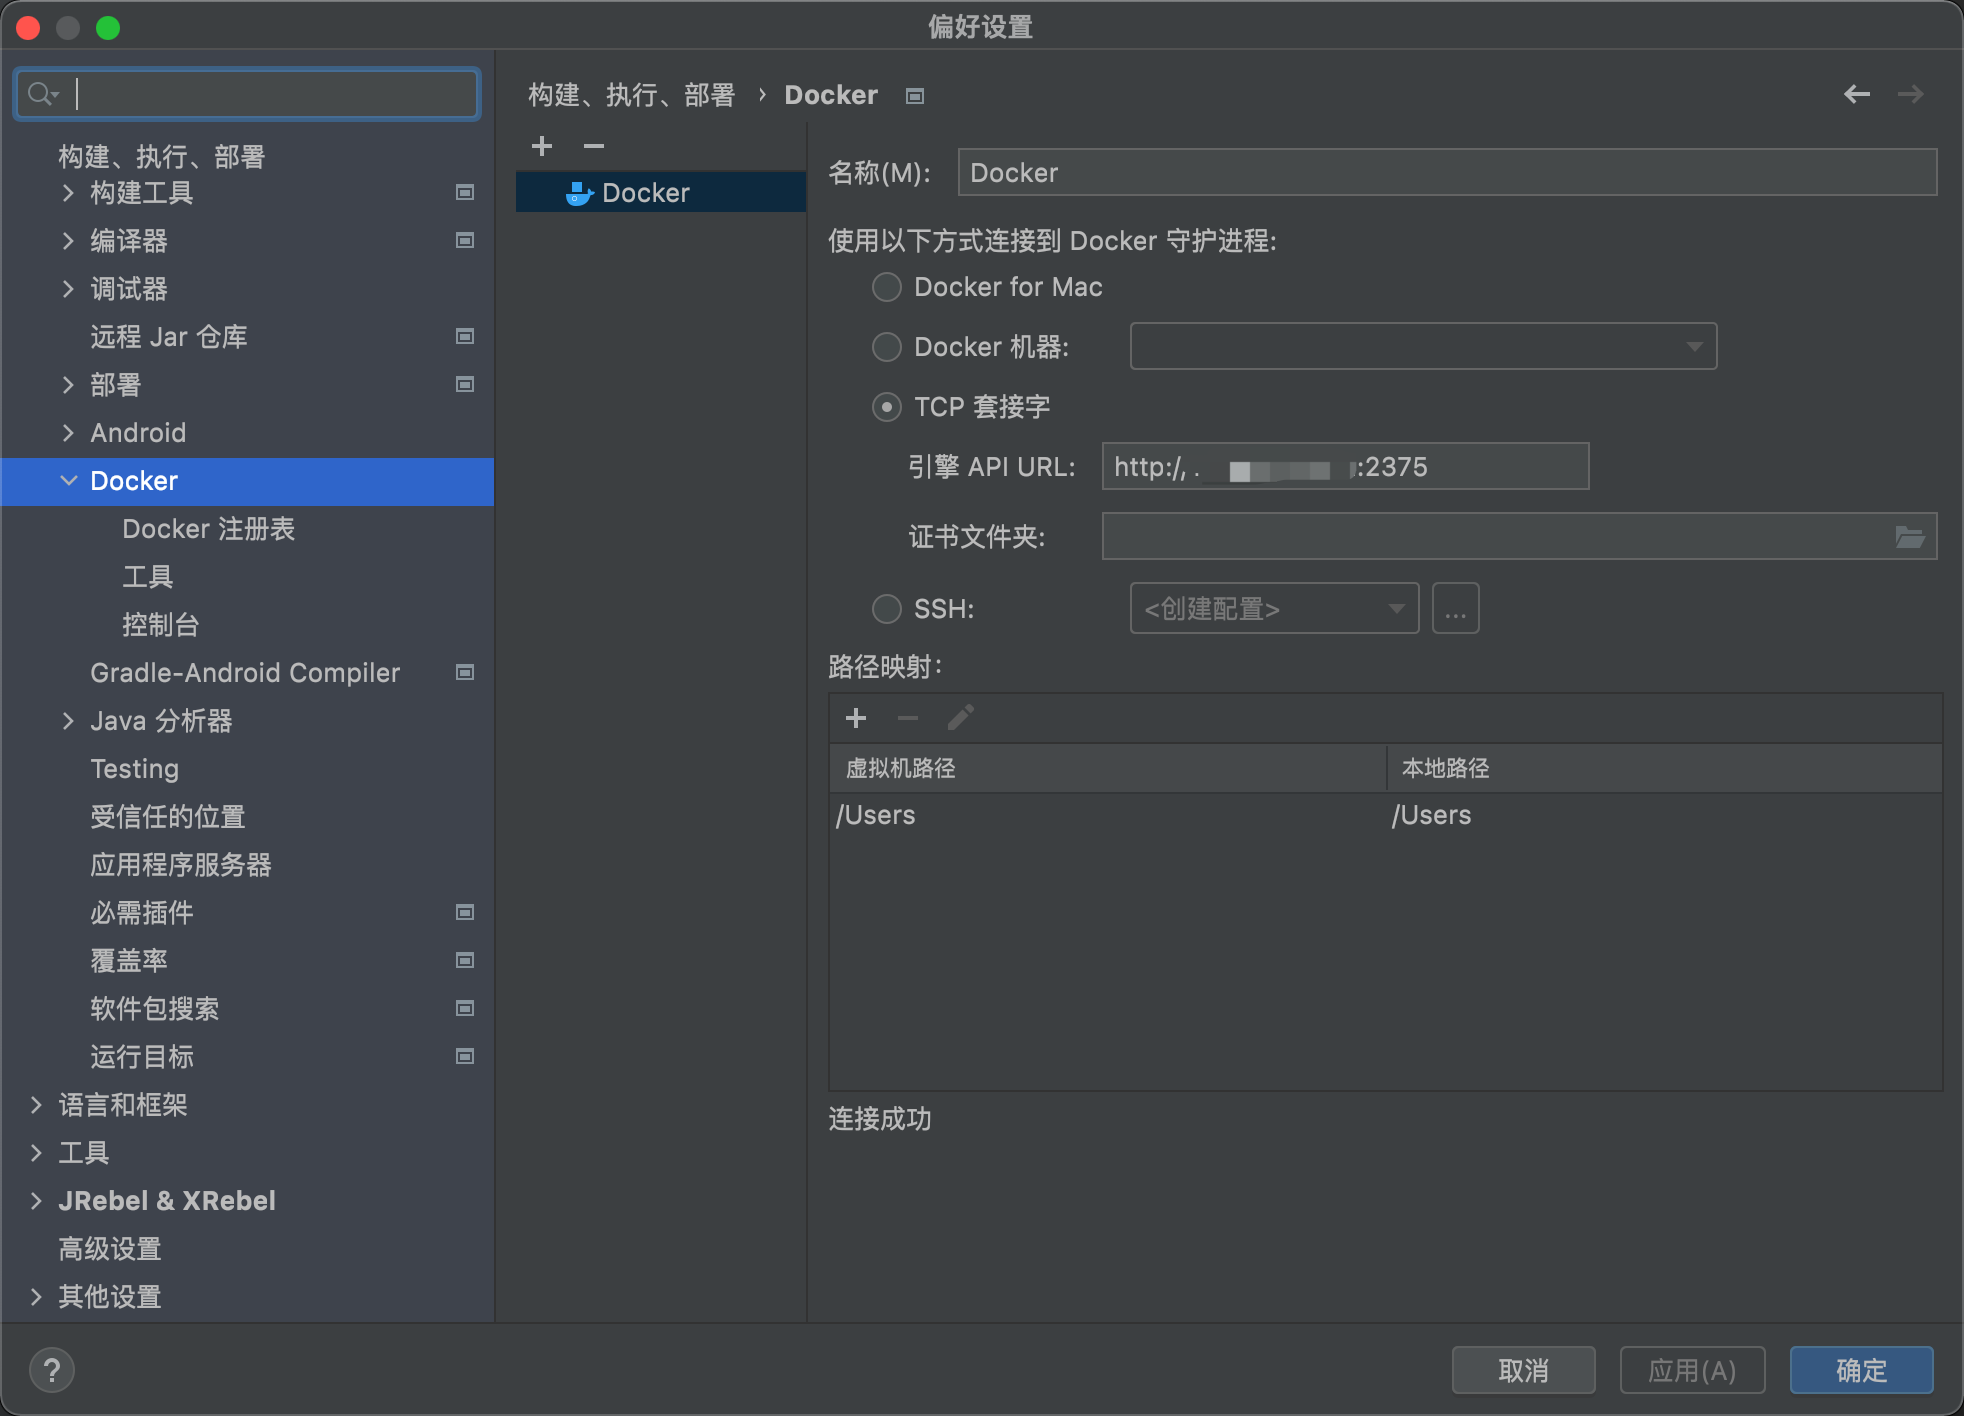 偏好设置
构建、执行、部署
构建工具
编译器
调试器
远程 Jar 仓库
部署
Android
Docker
Docker 注册表
工具
控制台
Gradle-Android Compiler
Java 分析器
Testing
受信任的位置
应用程序服务器
必需插件
覆盖率
软件包搜索
运行目标
语言和框架
工具
JRebel & XRebel
高级设置
其他设置
构建、执行、部署 › Docker
Docker
名称(M): Docker
使用以下方式连接到 Docker 守护进程:
Docker for Mac
Docker 机器:
TCP 套接字
引擎 API URL: http:/ :2375
证书文件夹:
SSH: <创建配置> ...
路径映射:
虚拟机路径 本地路径
/Users /Users
连接成功
? 取消 应用(A) 确定